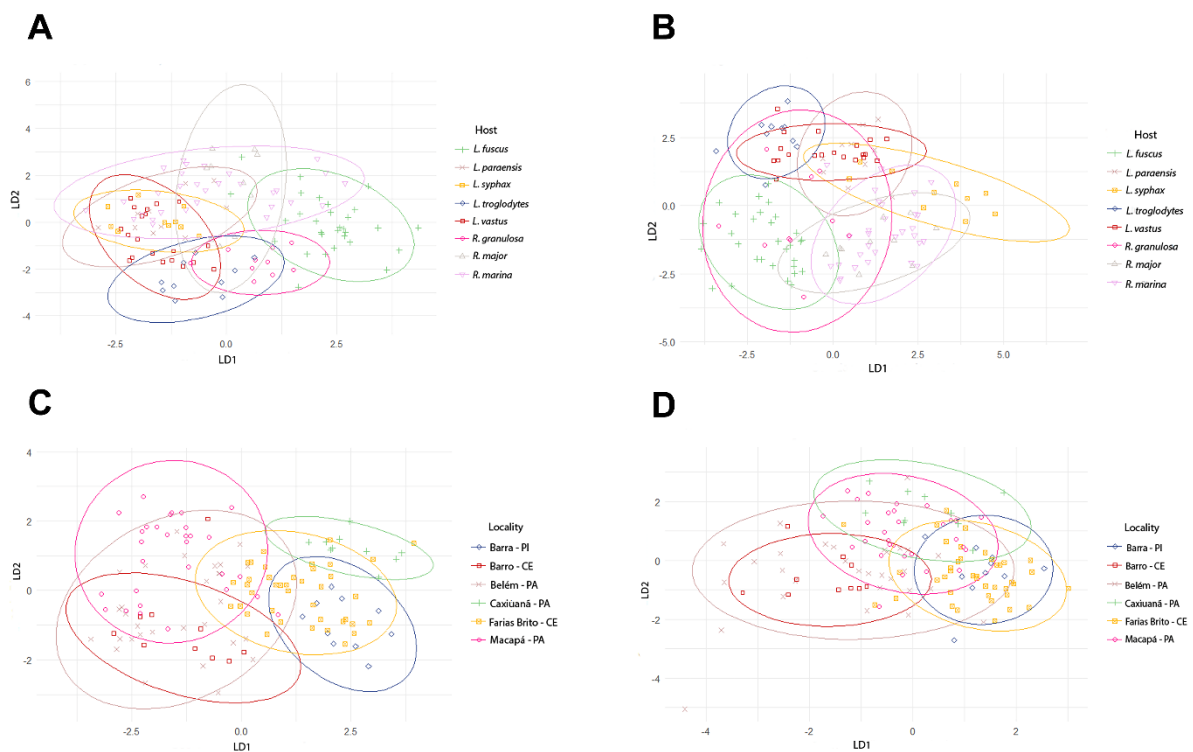 A
6
4
2
0
-2
-4
LD2
-2.5
0.0
2.5
LD1
Host
L. fuscus
L. paraensis
L. syphax
L. troglodytes
L. vastus
R. granulosa
R. major
R. marina
B
2.5
0.0
-2.5
-5.0
LD2
-2.5
0.0
2.5
5.0
LD1
Host
L. fuscus
L. paraensis
L. syphax
L. troglodytes
L. vastus
R. granulosa
R. major
R. marina
C
4
2
0
-2
LD2
-2.5
0.0
2.5
LD1
Locality
Barra - PI
Barro - CE
Belém - PA
Caxiuanã - PA
Farias Brito - CE
Macapá - PA
D
2
0
-2
-4
LD2
-4
-2
0
2
LD1
Locality
Barra - PI
Barro - CE
Belém - PA
Caxiuanã - PA
Farias Brito - CE
Macapá - PA